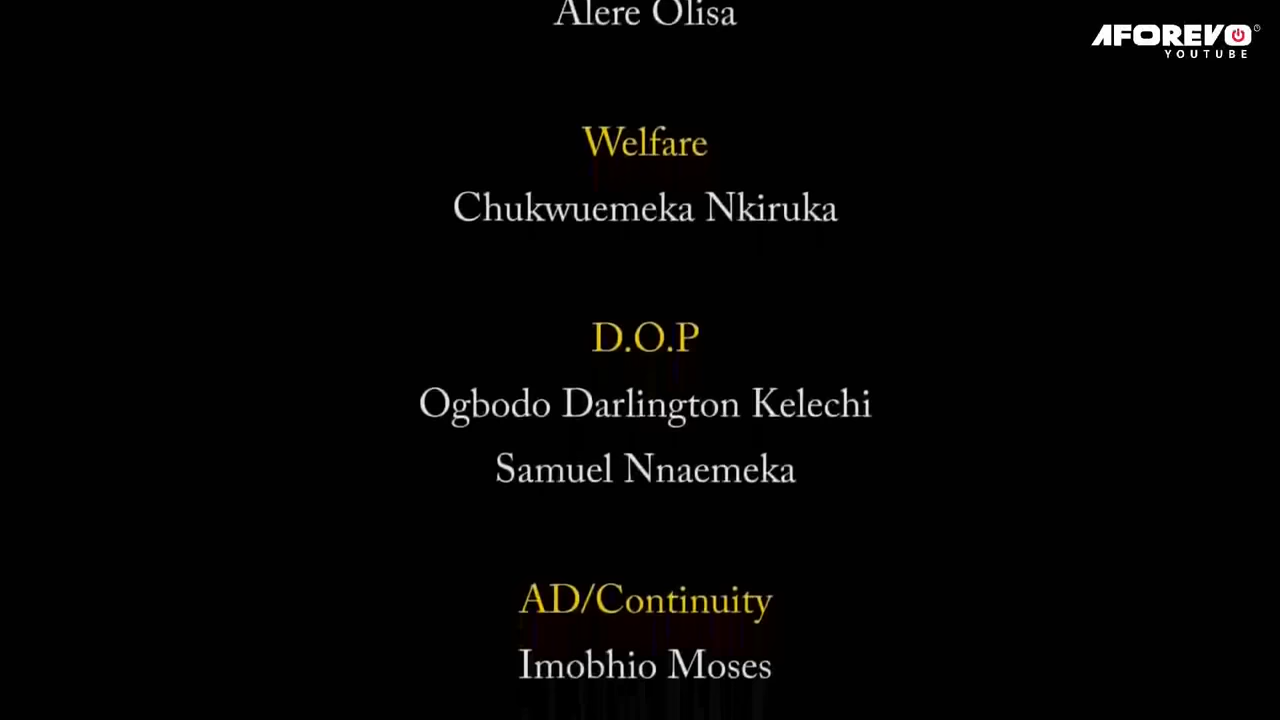 Alere Olisa
AFOREVO
YOUTUBE
Welfare
Chukwuemeka Nkiruka
D.O.P
Ogbodo Darlington Kelechi
Samuel Nnaemeka
AD/Continuity
Imobhio Moses